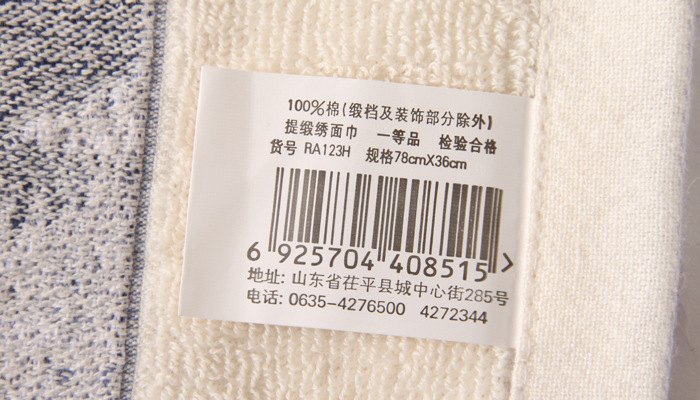 100%棉(缎档及装饰部分除外)
提缎绣面巾 一等品 检验合格
货号 RA123H 规格78cmX36cm
6 925704 408515 >
地址: 山东省茌平县城中心街285号
电话: 0635-4276500 4272344